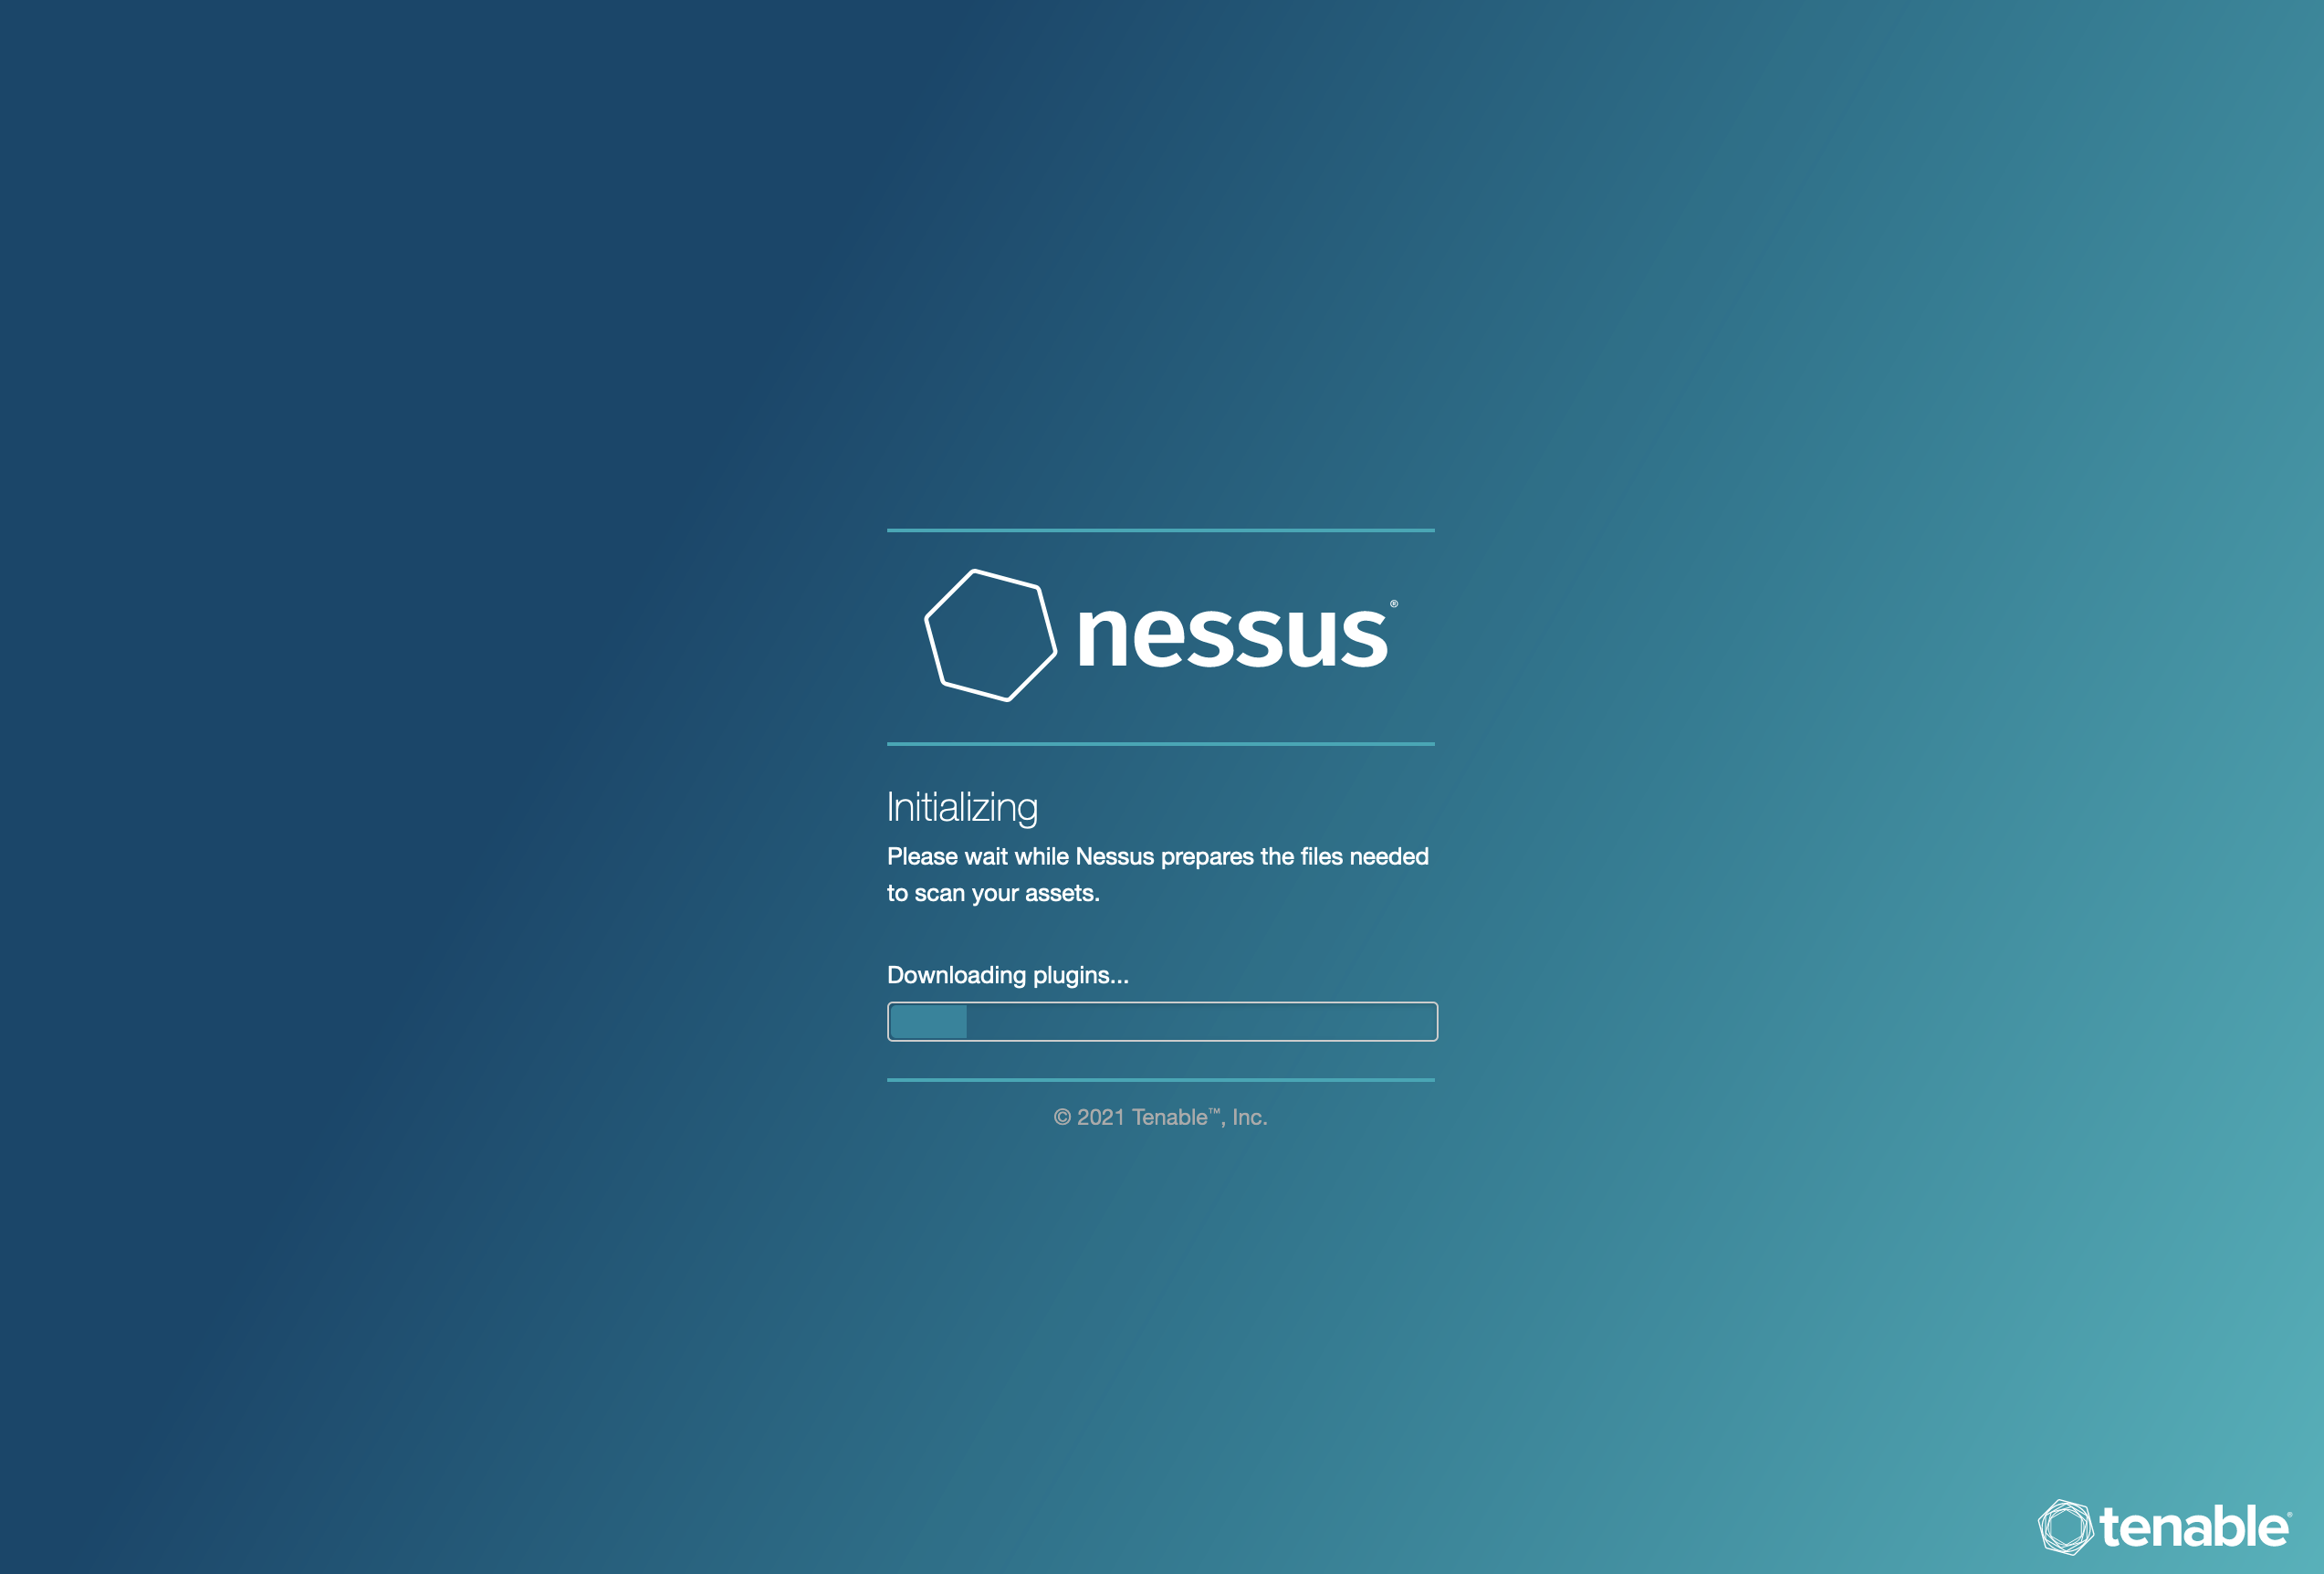 nessus®
Initializing
Please wait while Nessus prepares the files needed
to scan your assets.
Downloading plugins...
© 2021 Tenable™, Inc.
tenable®